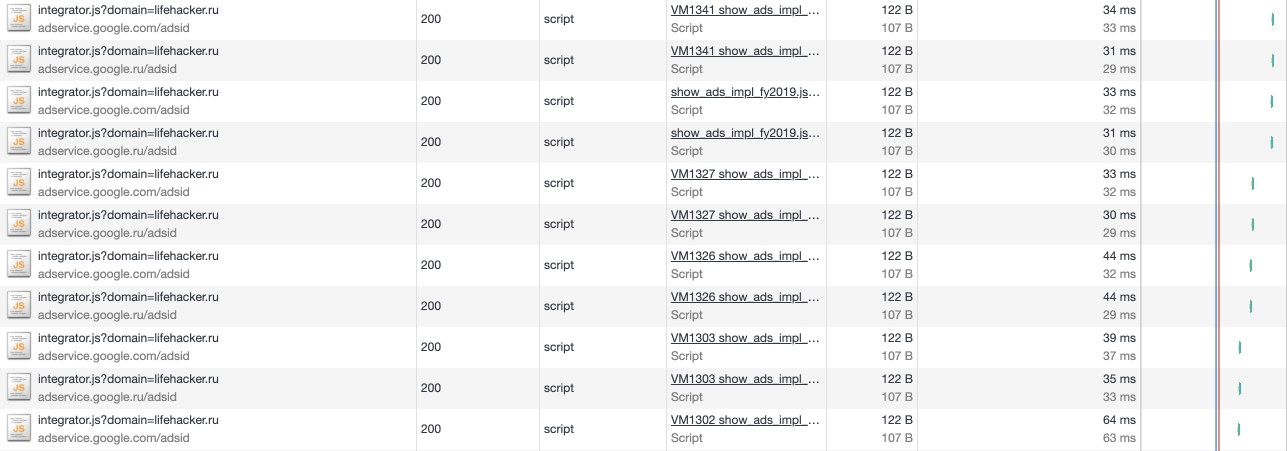 integrator.js?domain=lifehacker.ru 200 script VM1341 show_ads_impl_… 122 B 34 ms
JS adservice.google.com/adsid Script 107 B 33 ms
integrator.js?domain=lifehacker.ru 200 script VM1341 show_ads_impl_… 122 B 31 ms
JS adservice.google.ru/adsid Script 107 B 29 ms
integrator.js?domain=lifehacker.ru 200 script show_ads_impl_fy2019.js… 122 B 33 ms
JS adservice.google.com/adsid Script 107 B 32 ms
integrator.js?domain=lifehacker.ru 200 script show_ads_impl_fy2019.js… 122 B 31 ms
JS adservice.google.ru/adsid Script 107 B 30 ms
integrator.js?domain=lifehacker.ru 200 script VM1327 show_ads_impl_… 122 B 33 ms
JS adservice.google.com/adsid Script 107 B 32 ms
integrator.js?domain=lifehacker.ru 200 script VM1327 show_ads_impl_… 122 B 30 ms
JS adservice.google.ru/adsid Script 107 B 29 ms
integrator.js?domain=lifehacker.ru 200 script VM1326 show_ads_impl_… 122 B 44 ms
JS adservice.google.com/adsid Script 107 B 32 ms
integrator.js?domain=lifehacker.ru 200 script VM1326 show_ads_impl_… 122 B 44 ms
JS adservice.google.ru/adsid Script 107 B 29 ms
integrator.js?domain=lifehacker.ru 200 script VM1303 show_ads_impl_… 122 B 39 ms
JS adservice.google.com/adsid Script 107 B 37 ms
integrator.js?domain=lifehacker.ru 200 script VM1303 show_ads_impl_… 122 B 35 ms
JS adservice.google.ru/adsid Script 107 B 33 ms
integrator.js?domain=lifehacker.ru 200 script VM1302 show_ads_impl_… 122 B 64 ms
JS adservice.google.com/adsid Script 107 B 63 ms